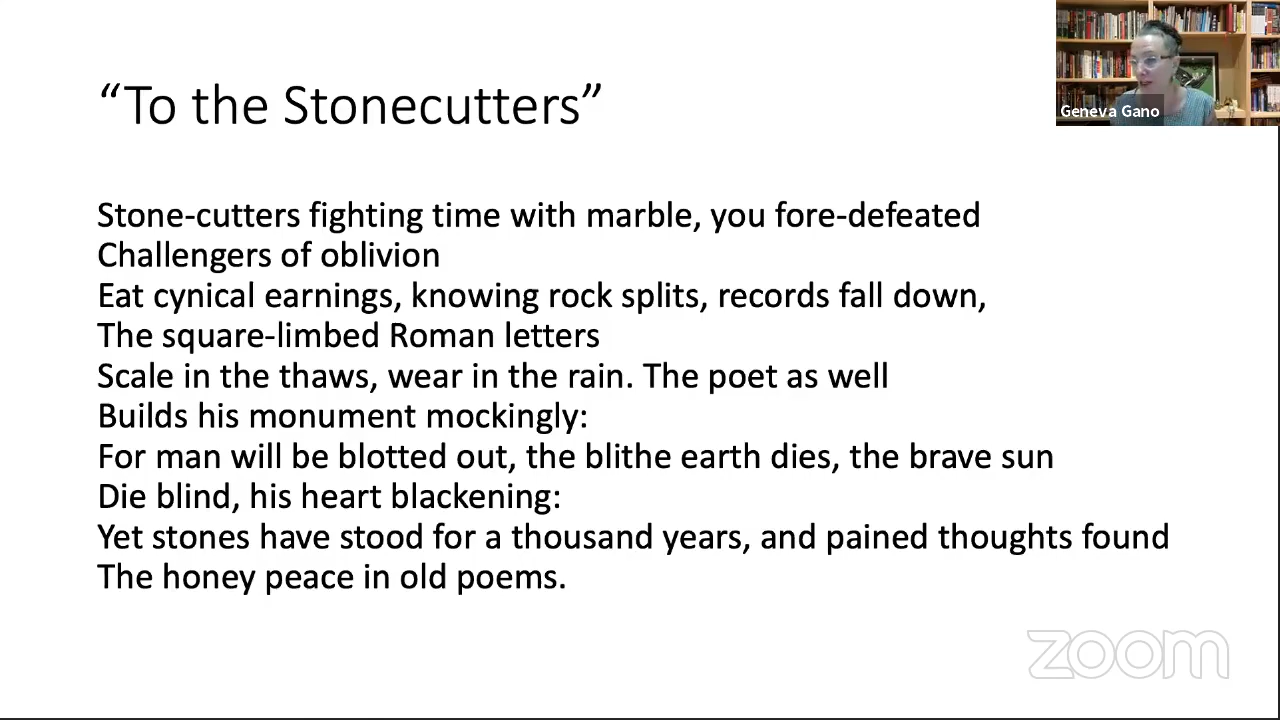 “To the Stonecutters”
Geneva Gano
Stone-cutters fighting time with marble, you fore-defeated
Challengers of oblivion
Eat cynical earnings, knowing rock splits, records fall down,
The square-limbed Roman letters
Scale in the thaws, wear in the rain. The poet as well
Builds his monument mockingly:
For man will be blotted out, the blithe earth dies, the brave sun
Die blind, his heart blackening:
Yet stones have stood for a thousand years, and pained thoughts found
The honey peace in old poems.
zoom